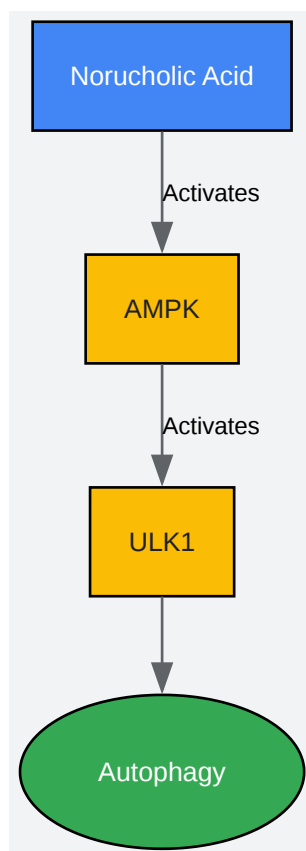 Norucholic Acid
Activates
AMPK
Activates
ULK1
Autophagy